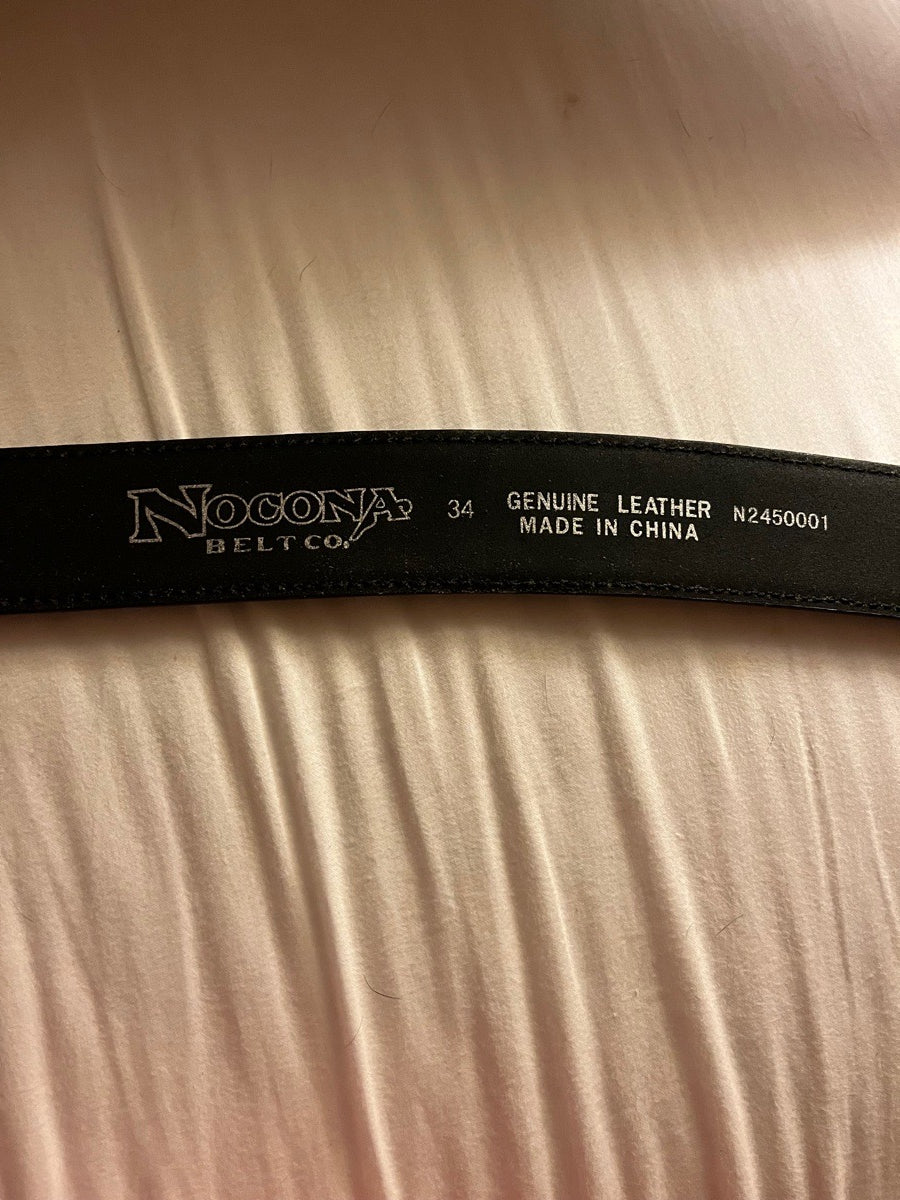 NOCONA
BELT CO.
34
GENUINE LEATHER
MADE IN CHINA
N2450001